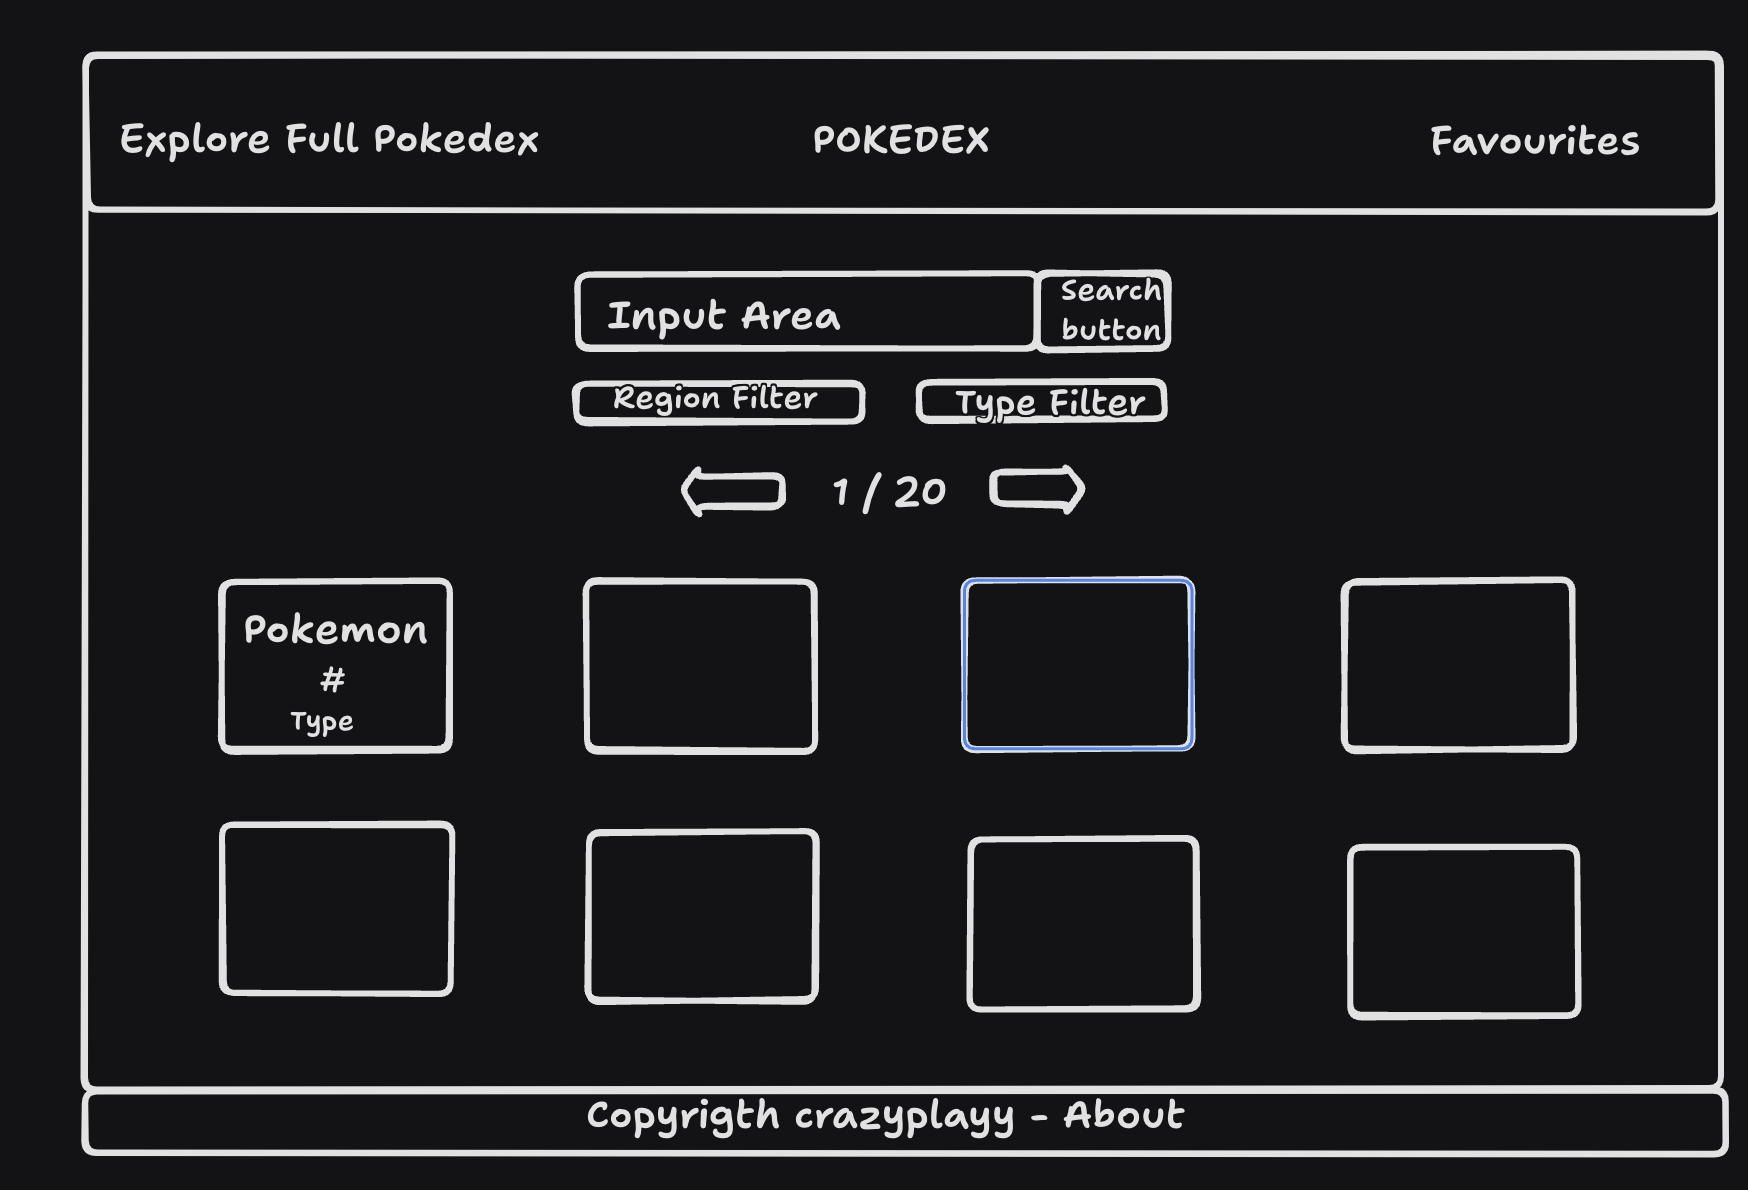 Explore Full Pokedex
POKEDEX
Favourites
Input Area
Search
button
Region Filter
Type Filter
1 / 20
Pokemon
#
Type
Copyrigth crazyplayy - About